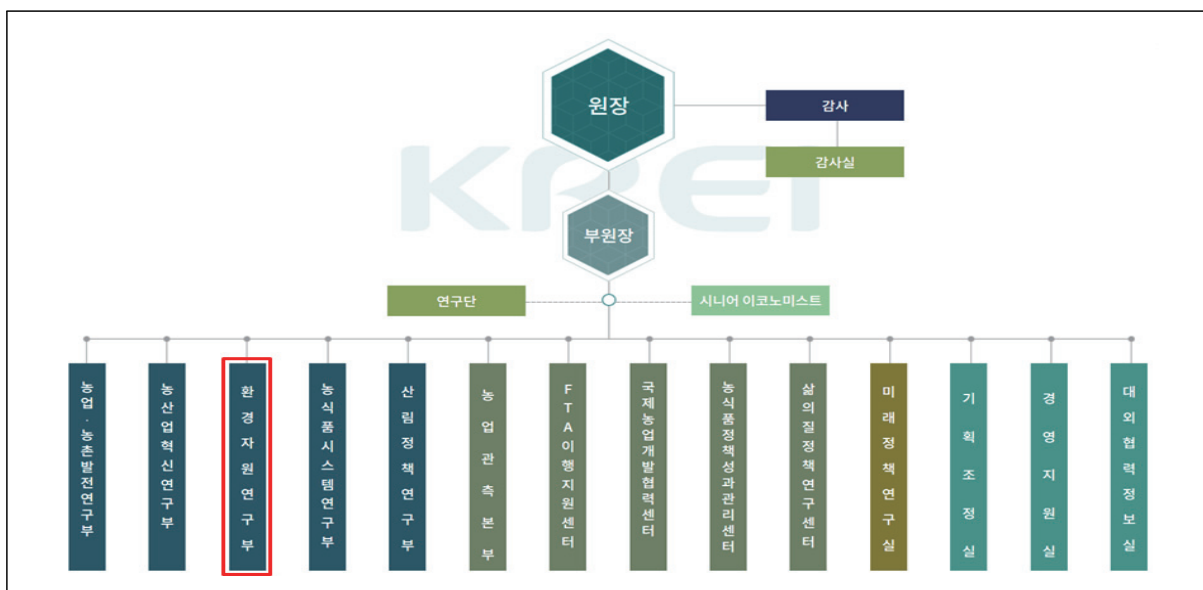 원장
감사
감사실
KREI
부원장
연구단
시니어 이코노미스트
농업·농촌발전연구부
농산업혁신연구부
환경자원연구부
농식품시스템연구부
산림정책연구부
농업관측본부
FTA이행지원센터
국제농업개발협력센터
농식품정책성과관리센터
삶의질정책연구센터
미래정책연구실
기획조정실
경영지원실
대외협력정보실